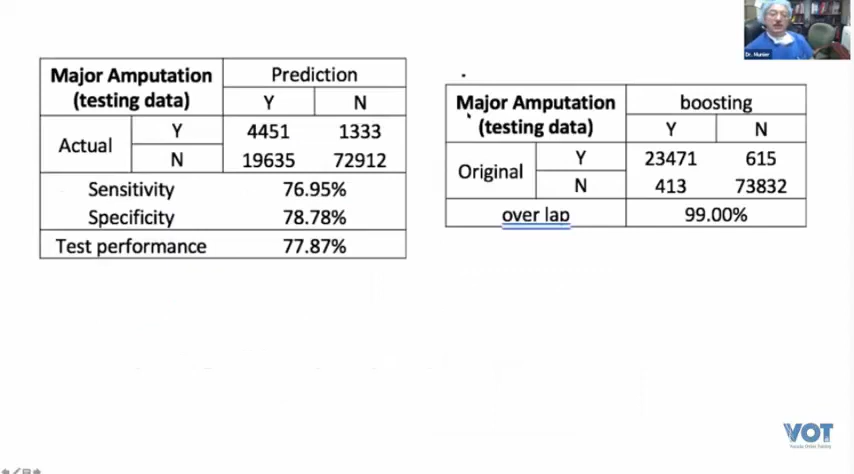 Dr. Munier
Major Amputation
(testing data)
Prediction
Y N
Actual Y 4451 1333
N 19635 72912
Sensitivity 76.95%
Specificity 78.78%
Test performance 77.87%
Major Amputation
(testing data)
boosting
Y N
Original Y 23471 615
N 413 73832
over lap 99.00%
VOT